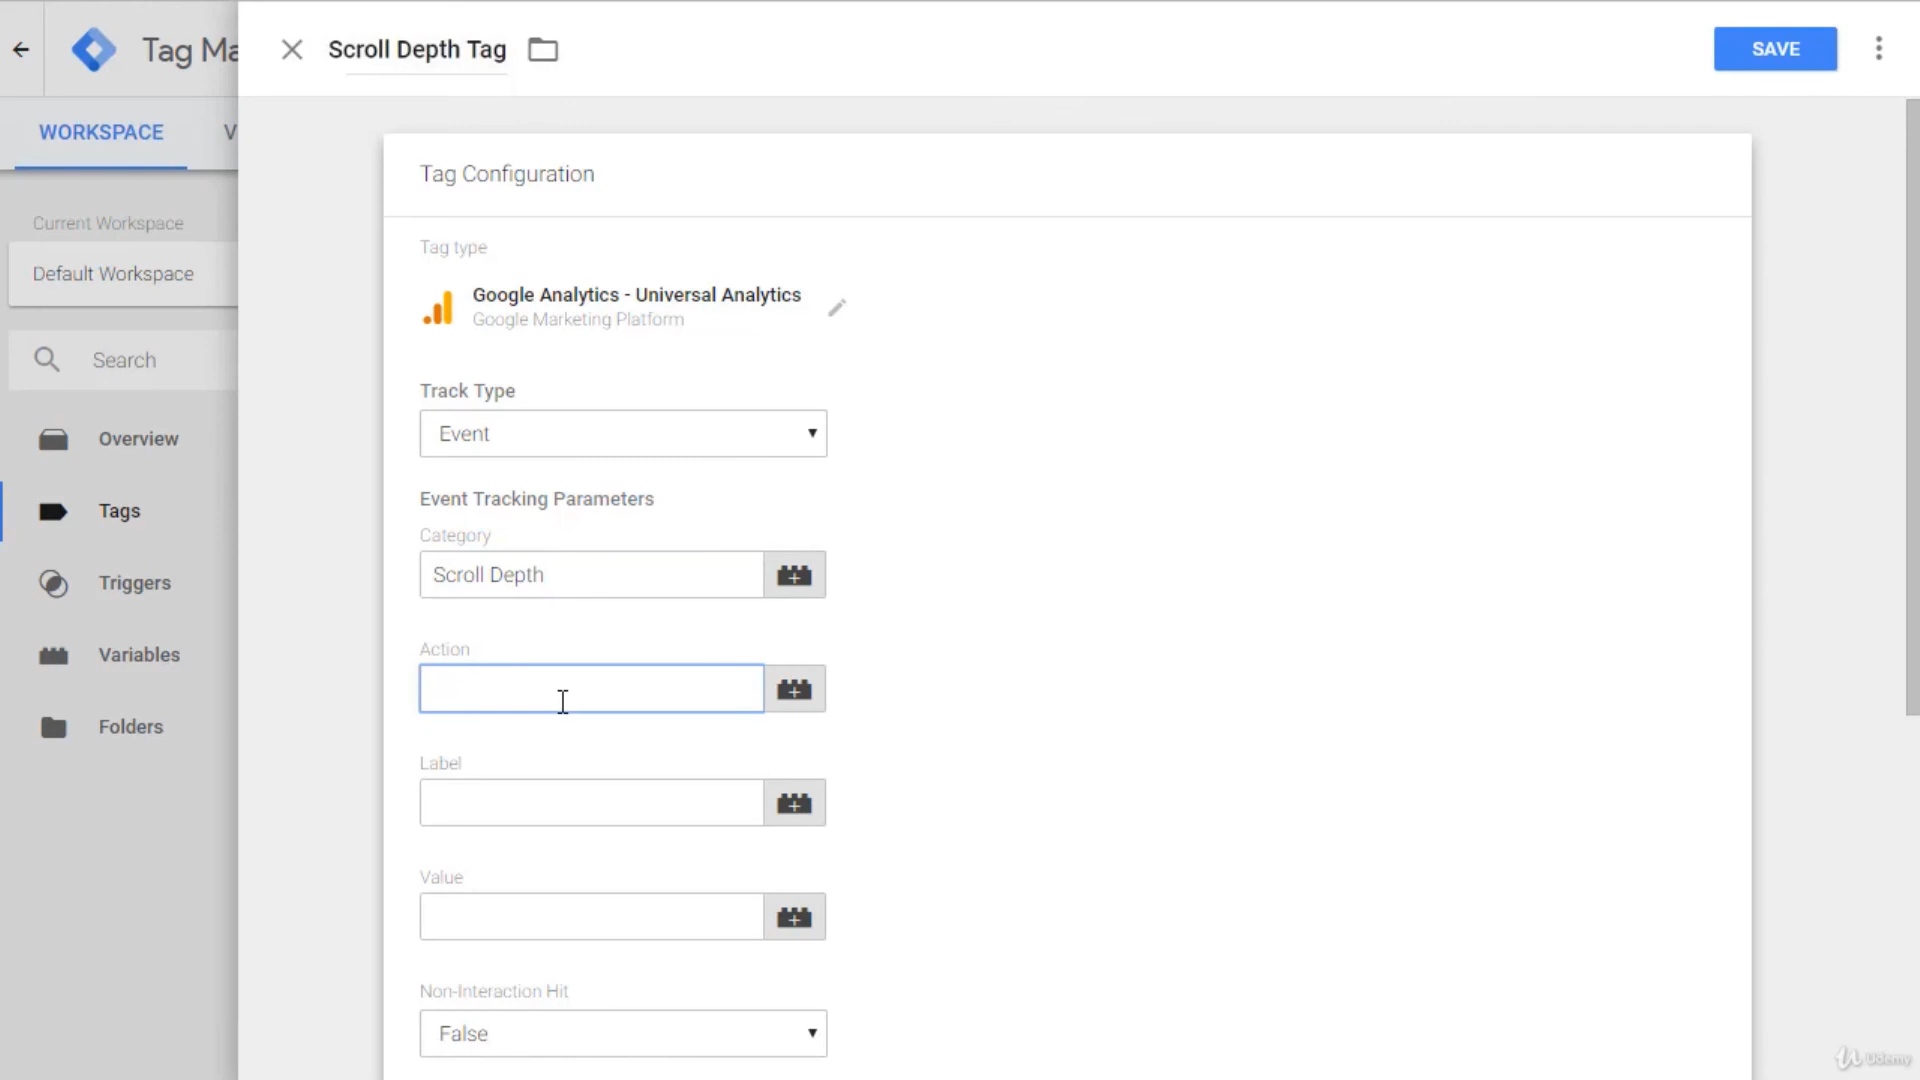 Tag Ma
Scroll Depth Tag
SAVE
WORKSPACE
V
Current Workspace
Default Workspace
Search
Overview
Tags
Triggers
Variables
Folders
Tag Configuration
Tag type
Google Analytics - Universal Analytics
Google Marketing Platform
Track Type
Event
Event Tracking Parameters
Category
Scroll Depth
Action
Label
Value
Non-Interaction Hit
False
Udemy